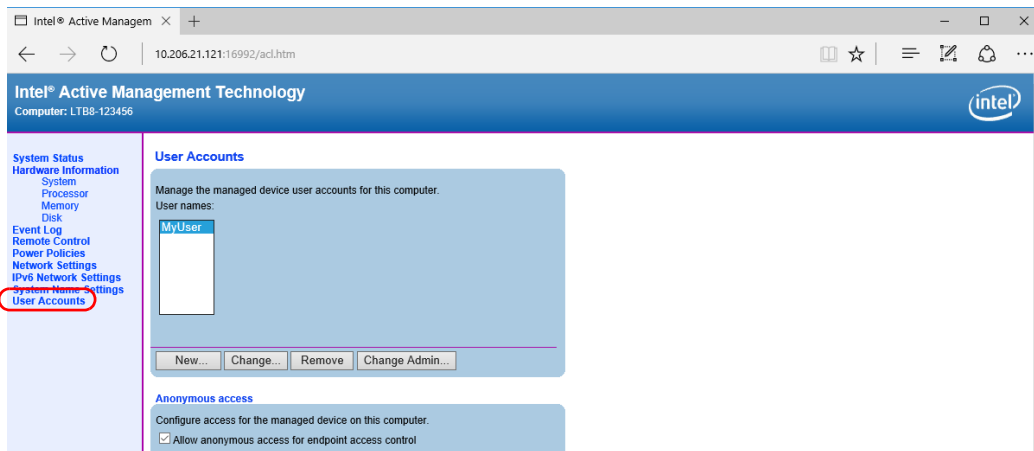 Intel® Active Managem
10.206.21.121:16992/acl.htm
Intel® Active Management Technology
Computer: LTB8-123456
intel
System Status
Hardware Information
System
Processor
Memory
Disk
Event Log
Remote Control
Power Policies
Network Settings
IPv6 Network Settings
System Name Settings
User Accounts
User Accounts
Manage the managed device user accounts for this computer.
User names:
MyUser
New... Change... Remove Change Admin...
Anonymous access
Configure access for the managed device on this computer.
Allow anonymous access for endpoint access control